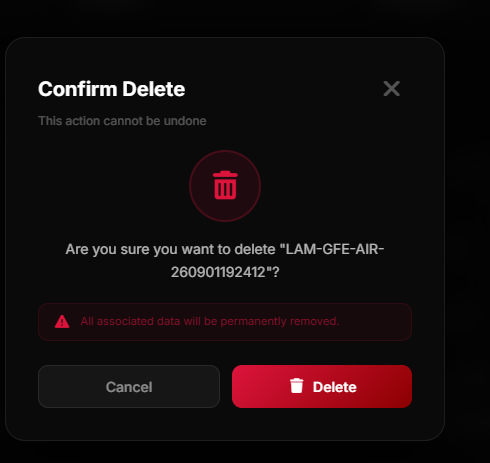 Confirm Delete
This action cannot be undone
Are you sure you want to delete "LAM-GFE-AIR-
260901192412"?
All associated data will be permanently removed.
Cancel
Delete